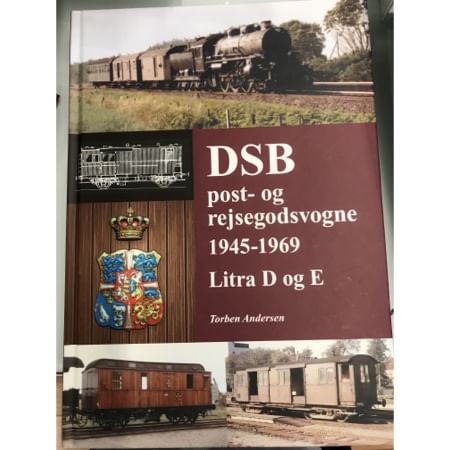 DSB
post- og
rejsegodsvogne
1945-1969
Litra D og E
Torben Andersen